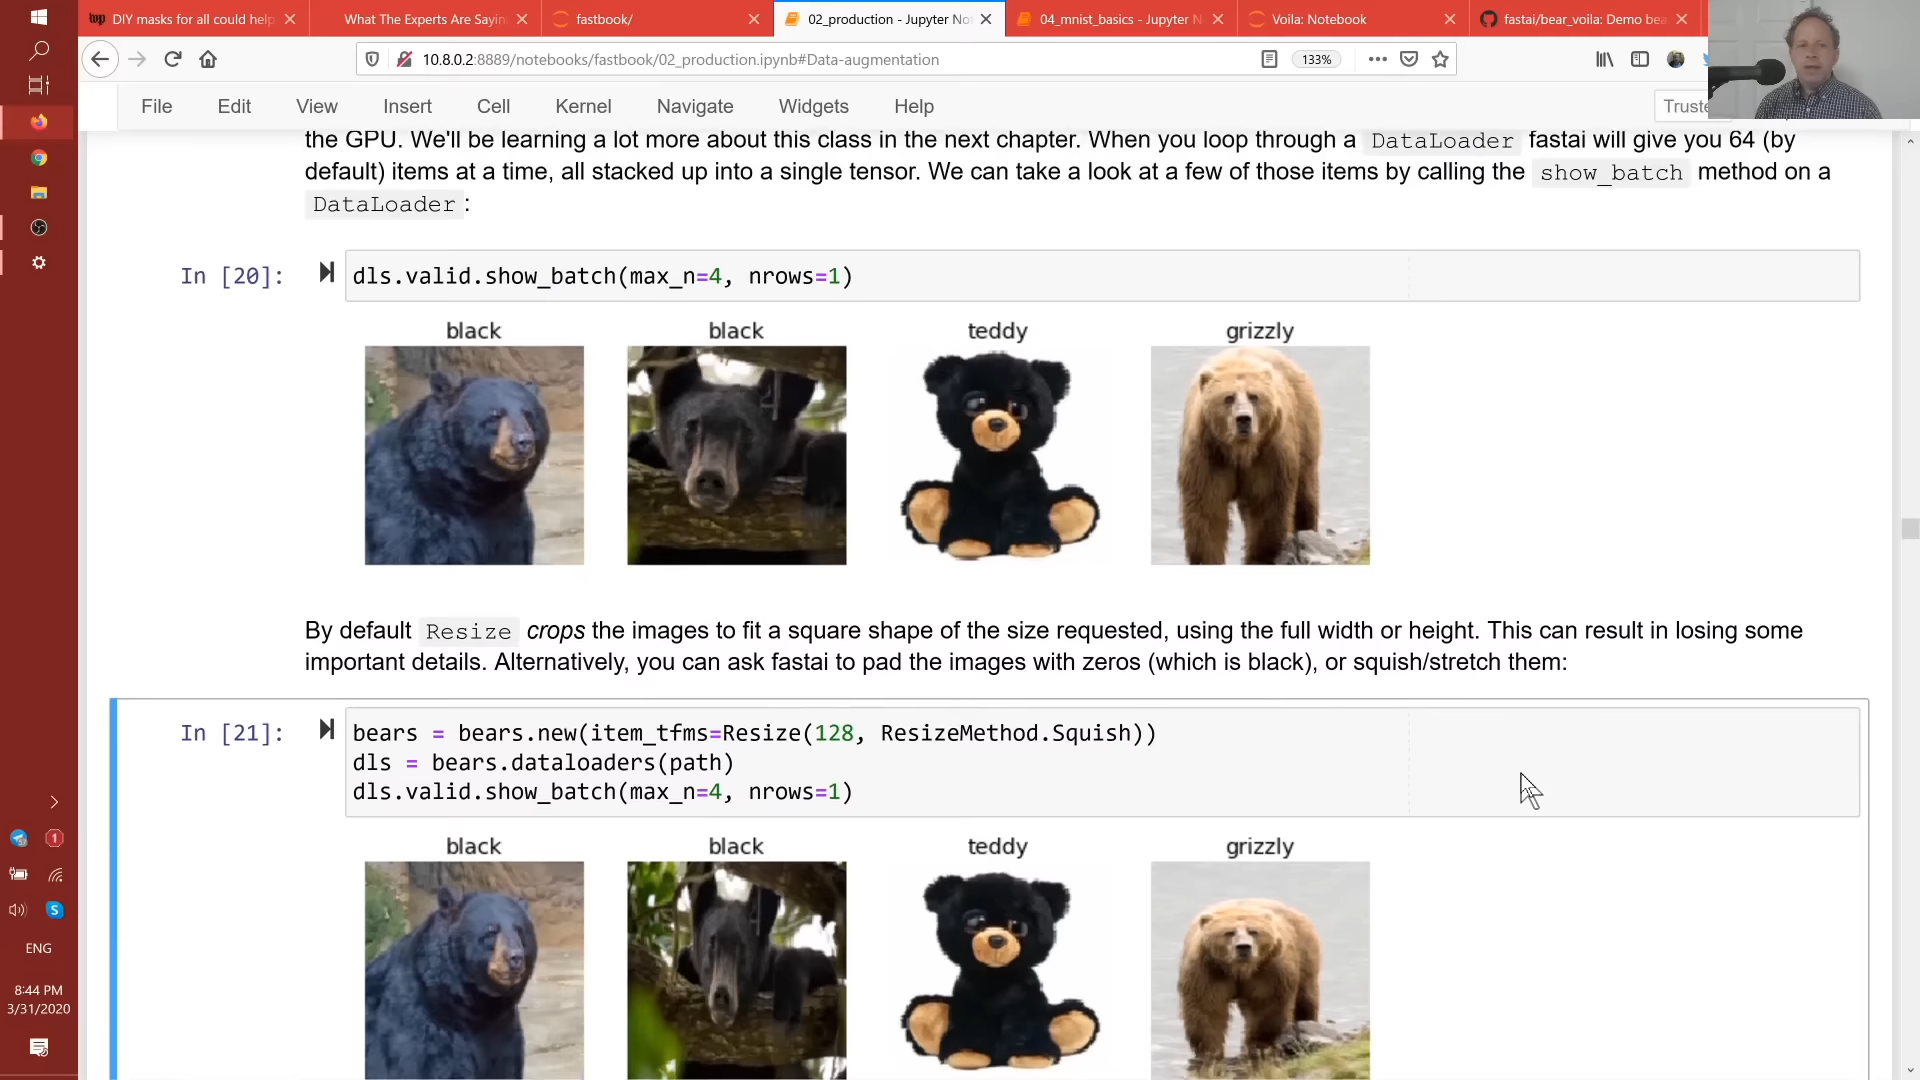 DIY masks for all could help
What The Experts Are Sayin
fastbook/
02_production - Jupyter No
04_mnist_basics - Jupyter N
Voila: Notebook
fastai/bear_voila: Demo bea
10.8.0.2:8889/notebooks/fastbook/02_production.ipynb#Data-augmentation
133%
File Edit View Insert Cell Kernel Navigate Widgets Help
Truste
the GPU. We'll be learning a lot more about this class in the next chapter. When you loop through a DataLoader fastai will give you 64 (by
default) items at a time, all stacked up into a single tensor. We can take a look at a few of those items by calling the show_batch method on a
DataLoader:
In [20]:
dls.valid.show_batch(max_n=4, nrows=1)
black black teddy grizzly
By default Resize crops the images to fit a square shape of the size requested, using the full width or height. This can result in losing some
important details. Alternatively, you can ask fastai to pad the images with zeros (which is black), or squish/stretch them:
In [21]:
bears = bears.new(item_tfms=Resize(128, ResizeMethod.Squish))
dls = bears.dataloaders(path)
dls.valid.show_batch(max_n=4, nrows=1)
black black teddy grizzly
1
S
ENG
8:44 PM
3/31/2020